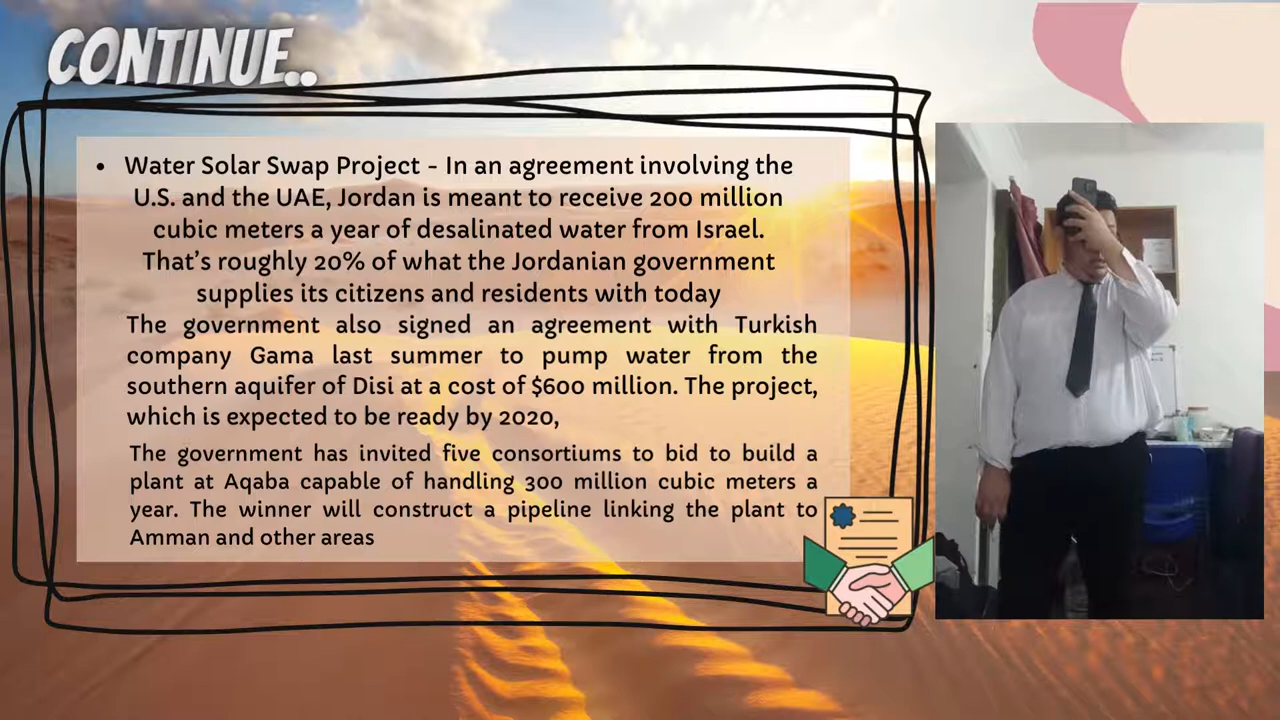 CONTINUE..
• Water Solar Swap Project - In an agreement involving the
U.S. and the UAE, Jordan is meant to receive 200 million
cubic meters a year of desalinated water from Israel.
That's roughly 20% of what the Jordanian government
supplies its citizens and residents with today
The government also signed an agreement with Turkish
company Gama last summer to pump water from the
southern aquifer of Disi at a cost of $600 million. The project,
which is expected to be ready by 2020,
The government has invited five consortiums to bid to build a
plant at Aqaba capable of handling 300 million cubic meters a
year. The winner will construct a pipeline linking the plant to
Amman and other areas